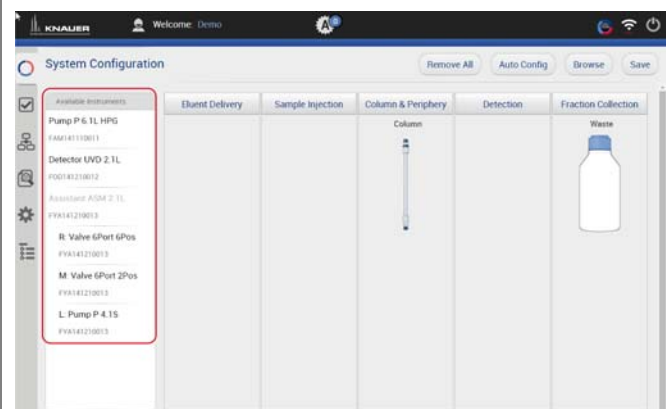 KNAUER
Welcome: Demo
A
System Configuration
Remove All
Auto Config
Browse
Save
Available Instruments
Eluent Delivery
Sample Injection
Column & Periphery
Detection
Fraction Collection
Pump P 6.1L HPG
Column
Waste
Detector UVD 2.1L
Assistant ASM 2.1L
FYA141210013
R: Valve 6Port 6Pos
FYA141210013
M: Valve 6Port 2Pos
FYA141210013
L: Pump P 4.1S
FYA141210013